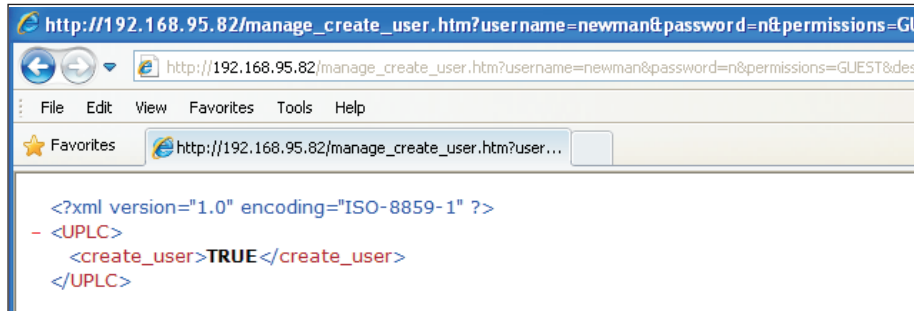 http://192.168.95.82/manage_create_user.htm?username=newman&password=n&permissions=GU
http://192.168.95.82/manage_create_user.htm?username=newman&password=n&permissions=GUEST&des
File Edit View Favorites Tools Help
Favorites http://192.168.95.82/manage_create_user.htm?user...
<?xml version="1.0" encoding="ISO-8859-1" ?>
- <UPLC>
<create_user>TRUE</create_user>
</UPLC>